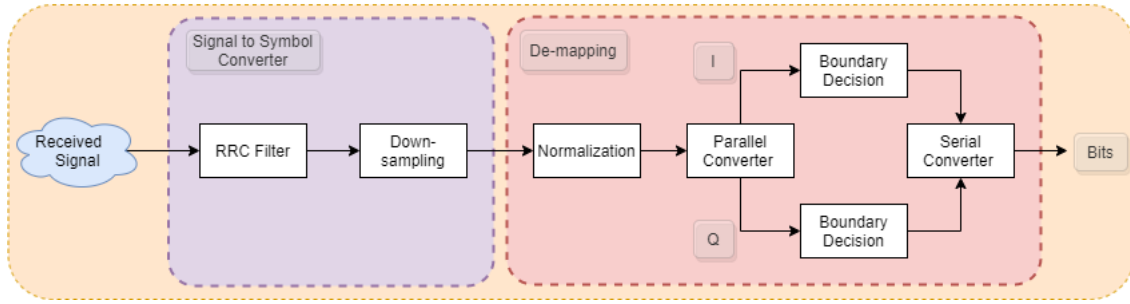 Signal to Symbol
Converter
De-mapping
I
Boundary
Decision
Received
Signal
RRC Filter
Down-
sampling
Normalization
Parallel
Converter
Serial
Converter
Bits
Q
Boundary
Decision